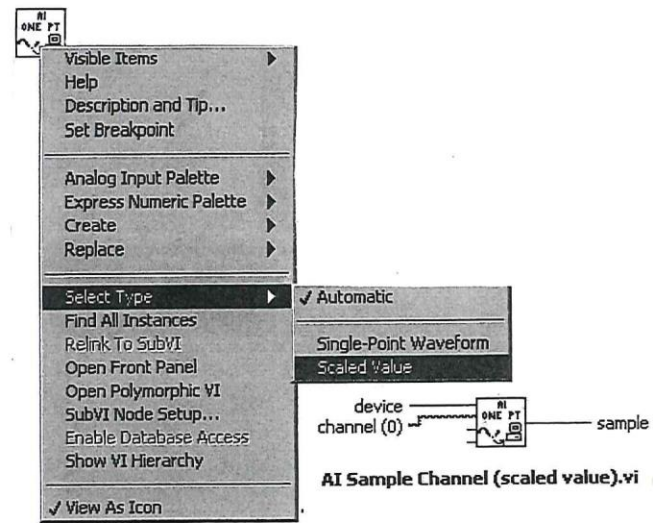 AI
ONE PT
Visible Items
Help
Description and Tip...
Set Breakpoint
Analog Input Palette
Express Numeric Palette
Create
Replace
Select Type
✓ Automatic
Find All Instances
Relink To SubVI
Single-Point Waveform
Open Front Panel
Scaled Value
Open Polymorphic VI
SubVI Node Setup...
Enable Database Access
Show VI Hierarchy
✓ View As Icon
device
channel (0)
AI
ONE PT
sample
AI Sample Channel (scaled value).vi